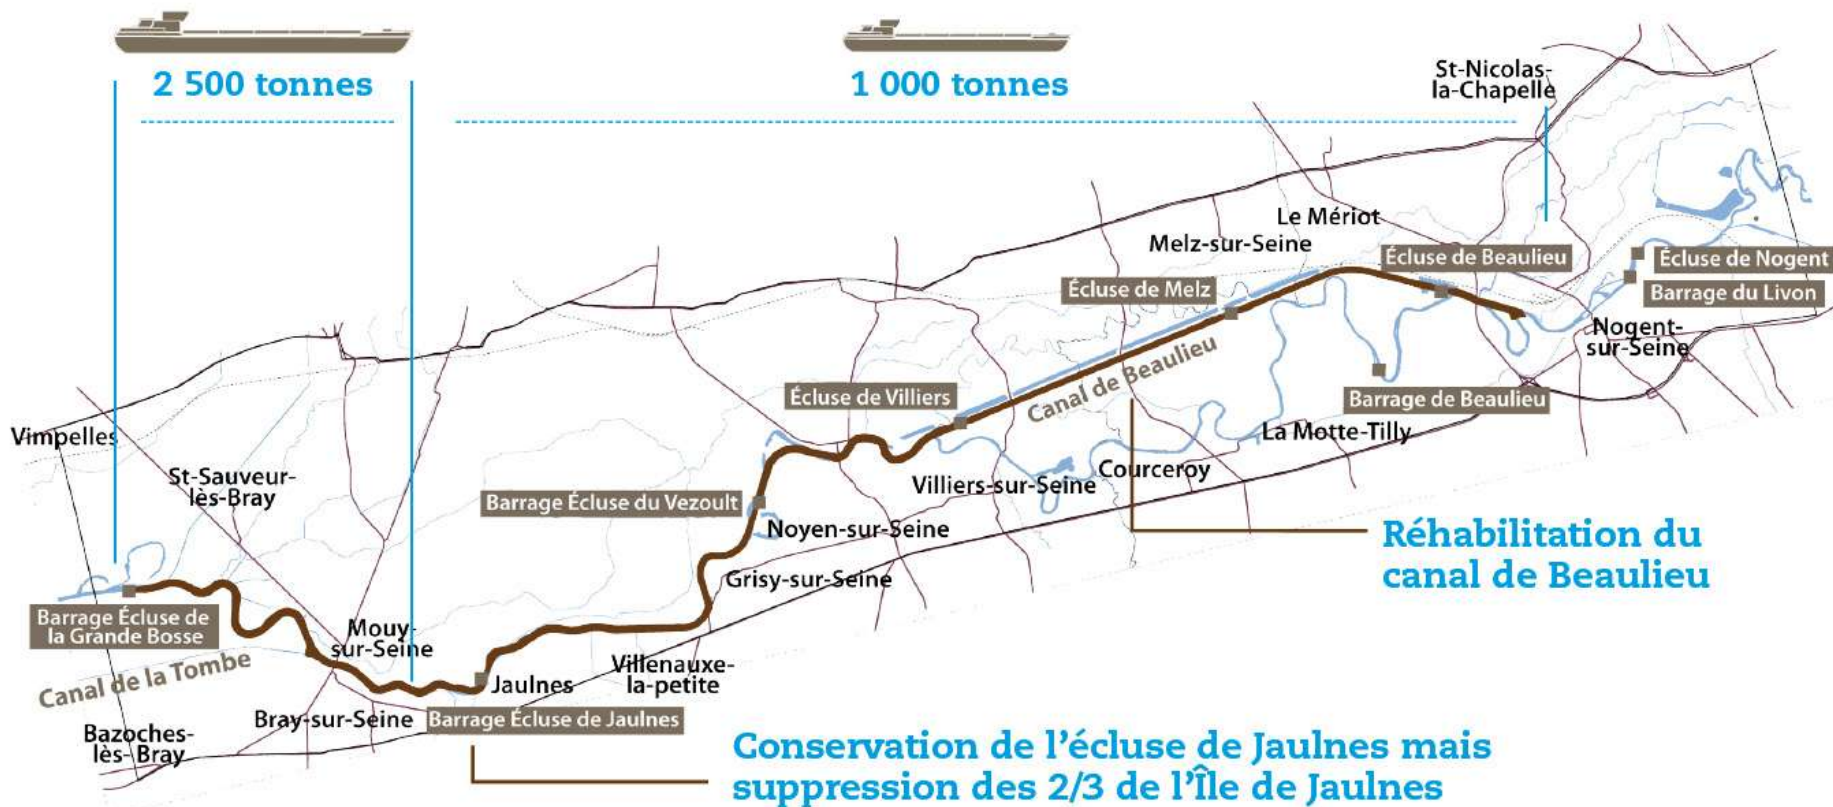 2 500 tonnes
1 000 tonnes
St-Nicolas-
la-Chapelle
Le Mériot
Melz-sur-Seine
Écluse de Beaulieu
Écluse de Nogent
Écluse de Melz
Barrage du Livon
Nogent-
sur-Seine
Canal de Beaulieu
Écluse de Villiers
Barrage de Beaulieu
Vimpelles
La Motte-Tilly
St-Sauveur-
lès-Bray
Courceroy
Villiers-sur-Seine
Barrage Écluse du Vezoult
Noyen-sur-Seine
Réhabilitation du
canal de Beaulieu
Grisy-sur-Seine
Barrage Écluse de
la Grande Bosse
Mouy-
sur-Seine
Canal de la Tombe
Villenauxe-
la-petite
Jaulnes
Bray-sur-Seine
Barrage Écluse de Jaulnes
Bazoches-
lès- Bray
Conservation de l'écluse de Jaulnes mais
suppression des 2/3 de l'Île de Jaulnes